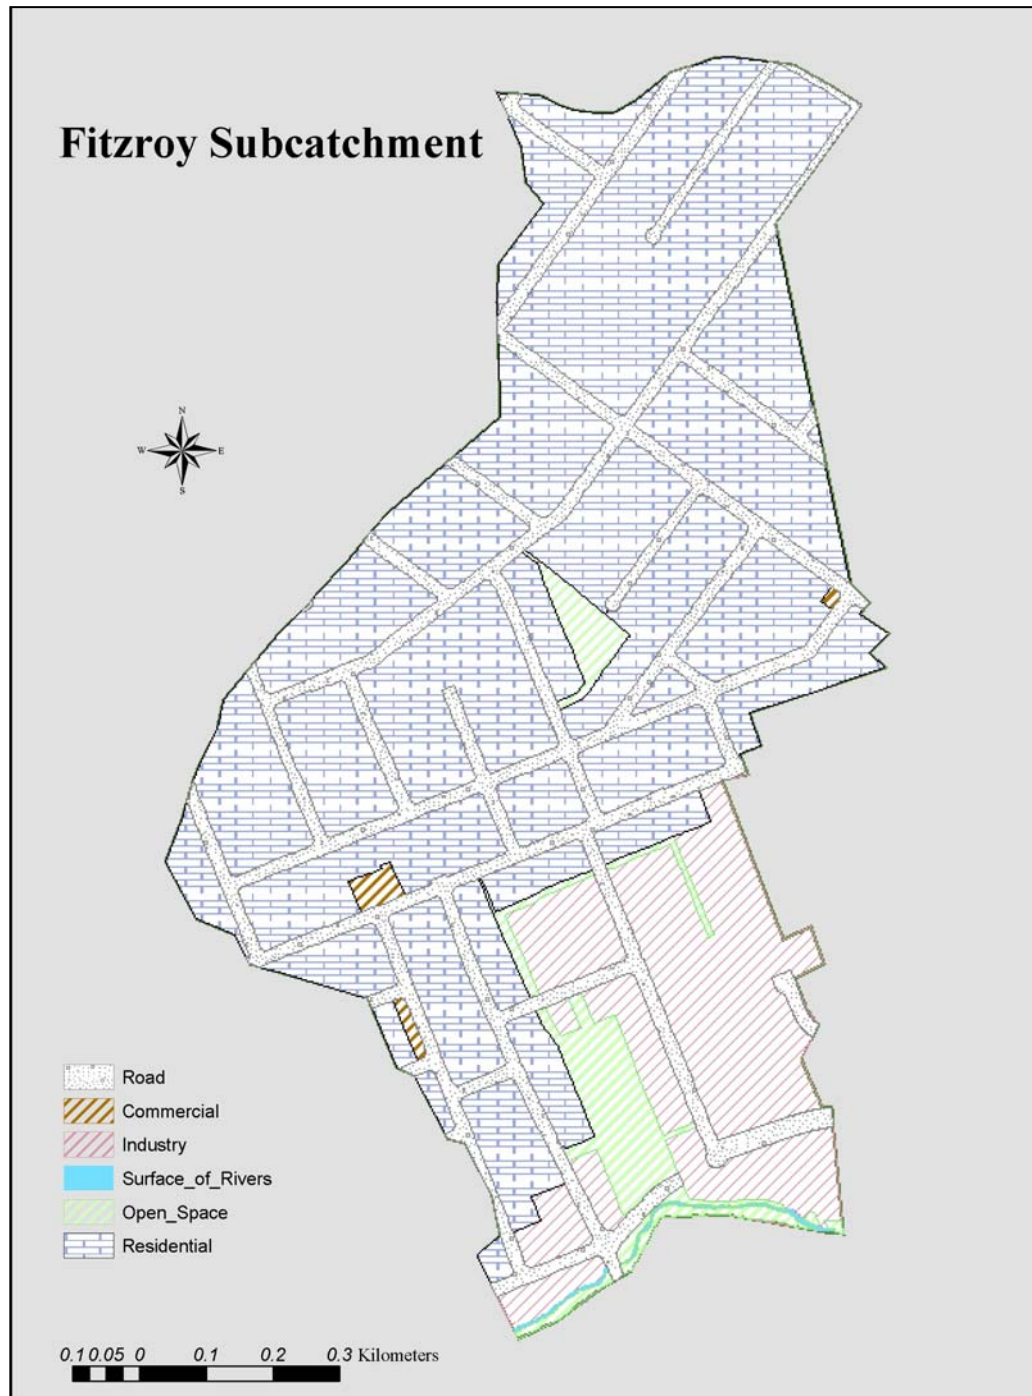 Fitzroy Subcatchment
N
W E
S
Road
Commercial
Industry
Surface_of_Rivers
Open_Space
Residential
0.1 0.05 0 0.1 0.2 0.3 Kilometers